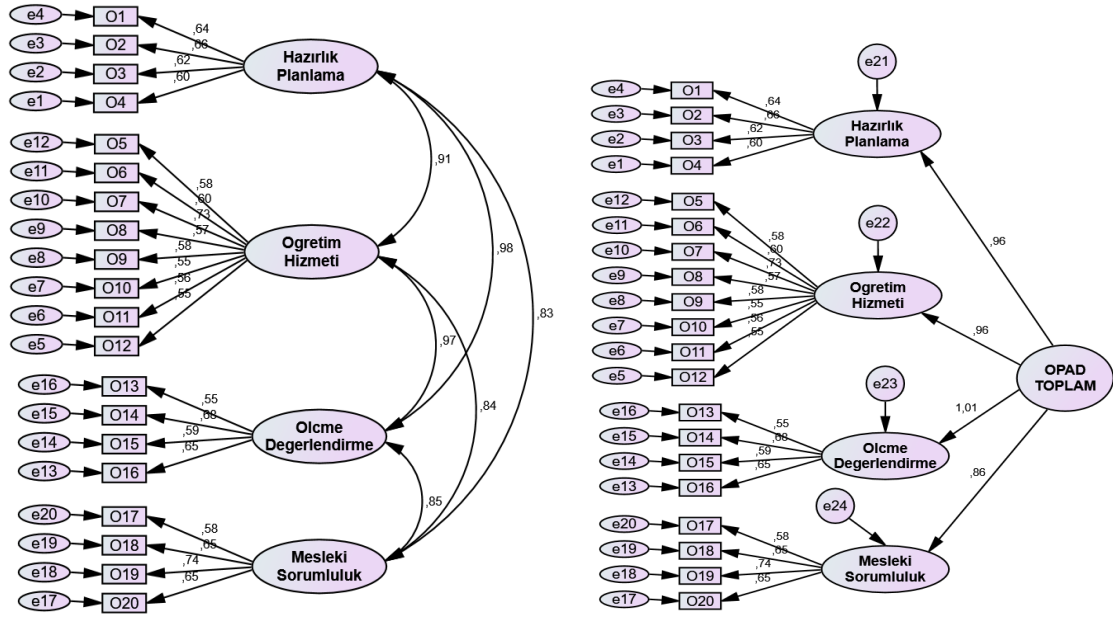 e4 O1
,64
e3 O2
,66
e2 O3
,62
e1 O4
,60
Hazırlık
Planlama
e12 O5
,58
e11 O6
,60
e10 O7
,73
e9 O8
,57
e8 O9
,58
e7 O10
,55
e6 O11
,56
e5 O12
,55
Ogretim
Hizmeti
e16 O13
,55
e15 O14
,68
e14 O15
,59
e13 O16
,65
Olcme
Degerlendirme
e20 O17
,58
e19 O18
,65
e18 O19
,74
e17 O20
,65
Mesleki
Sorumluluk
,91
,98
,83
,97
,84
,85
e4 O1
,64
e3 O2
,66
e2 O3
,62
e1 O4
,60
e21
Hazırlık
Planlama
e12 O5
,58
e11 O6
,60
e10 O7
,73
e9 O8
,57
e8 O9
,58
e7 O10
,55
e6 O11
,56
e5 O12
,55
e22
Ogretim
Hizmeti
e16 O13
,55
e15 O14
,68
e14 O15
,59
e13 O16
,65
e23
Olcme
Degerlendirme
e20 O17
,58
e19 O18
,65
e18 O19
,74
e17 O20
,65
e24
Mesleki
Sorumluluk
,96
,96
1,01
,86
OPAD
TOPLAM